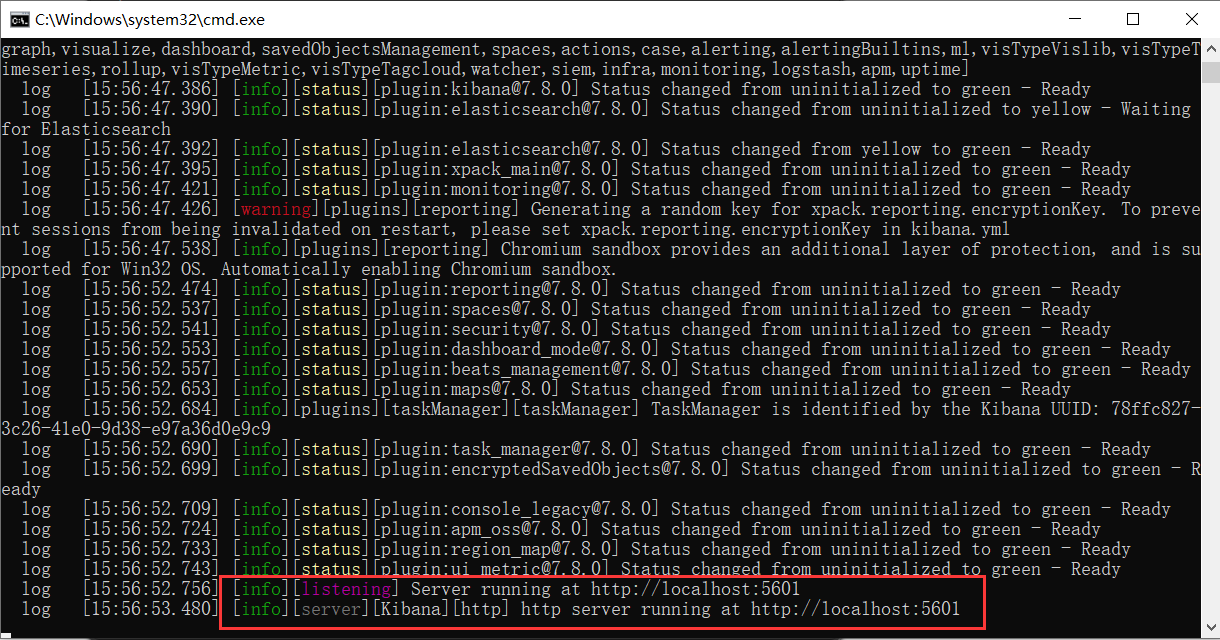 C:\Windows\system32\cmd.exe
graph,visualize,dashboard,savedObjectsManagement,spaces,actions,case,alerting,alertingBuiltins,ml,visTypeVislib,visTypeT
imeseries,rollup,visTypeMetric,visTypeTagcloud,watcher,siem,infra,monitoring,logstash,apm,uptime]
log [15:56:47.386] [info][status][plugin:kibana@7.8.0] Status changed from uninitialized to green - Ready
log [15:56:47.390] [info][status][plugin:elasticsearch@7.8.0] Status changed from uninitialized to yellow - Waiting
for Elasticsearch
log [15:56:47.392] [info][status][plugin:elasticsearch@7.8.0] Status changed from yellow to green - Ready
log [15:56:47.395] [info][status][plugin:xpack_main@7.8.0] Status changed from uninitialized to green - Ready
log [15:56:47.421] [info][status][plugin:monitoring@7.8.0] Status changed from uninitialized to green - Ready
log [15:56:47.426] [warning][plugins][reporting] Generating a random key for xpack.reporting.encryptionKey. To preve
nt sessions from being invalidated on restart, please set xpack.reporting.encryptionKey in kibana.yml
log [15:56:47.538] [info][plugins][reporting] Chromium sandbox provides an additional layer of protection, and is su
pported for Win32 OS. Automatically enabling Chromium sandbox.
log [15:56:52.474] [info][status][plugin:reporting@7.8.0] Status changed from uninitialized to green - Ready
log [15:56:52.537] [info][status][plugin:spaces@7.8.0] Status changed from uninitialized to green - Ready
log [15:56:52.541] [info][status][plugin:security@7.8.0] Status changed from uninitialized to green - Ready
log [15:56:52.553] [info][status][plugin:dashboard_mode@7.8.0] Status changed from uninitialized to green - Ready
log [15:56:52.557] [info][status][plugin:beats_management@7.8.0] Status changed from uninitialized to green - Ready
log [15:56:52.653] [info][status][plugin:maps@7.8.0] Status changed from uninitialized to green - Ready
log [15:56:52.684] [info][plugins][taskManager][taskManager] TaskManager is identified by the Kibana UUID: 78ffc827-
3c26-41e0-9d38-e97a36d0e9c9
log [15:56:52.690] [info][status][plugin:task_manager@7.8.0] Status changed from uninitialized to green - Ready
log [15:56:52.699] [info][status][plugin:encryptedSavedObjects@7.8.0] Status changed from uninitialized to green - R
eady
log [15:56:52.709] [info][status][plugin:console_legacy@7.8.0] Status changed from uninitialized to green - Ready
log [15:56:52.724] [info][status][plugin:apm_oss@7.8.0] Status changed from uninitialized to green - Ready
log [15:56:52.733] [info][status][plugin:region_map@7.8.0] Status changed from uninitialized to green - Ready
log [15:56:52.743] [info][status][plugin:ui_metric@7.8.0] Status changed from uninitialized to green - Ready
log [15:56:52.756] [info][listening] Server running at http://localhost:5601
log [15:56:53.480] [info][server][Kibana][http] http server running at http://localhost:5601